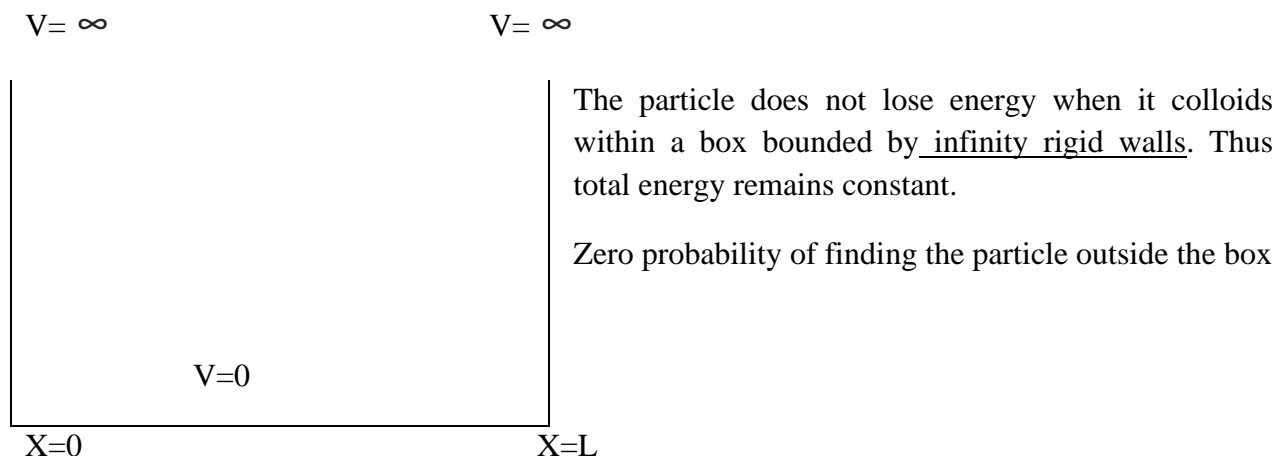 V= ∞ V= ∞
The particle does not lose energy when it colloids
within a box bounded by infinity rigid walls. Thus
total energy remains constant.
Zero probability of finding the particle outside the box
V=0
X=0 X=L